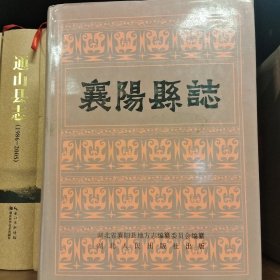 襄陽縣誌
湖北省襄阳县地方志编纂委员会编纂
湖北人民出版社出版
通山县志
(1986—2005)